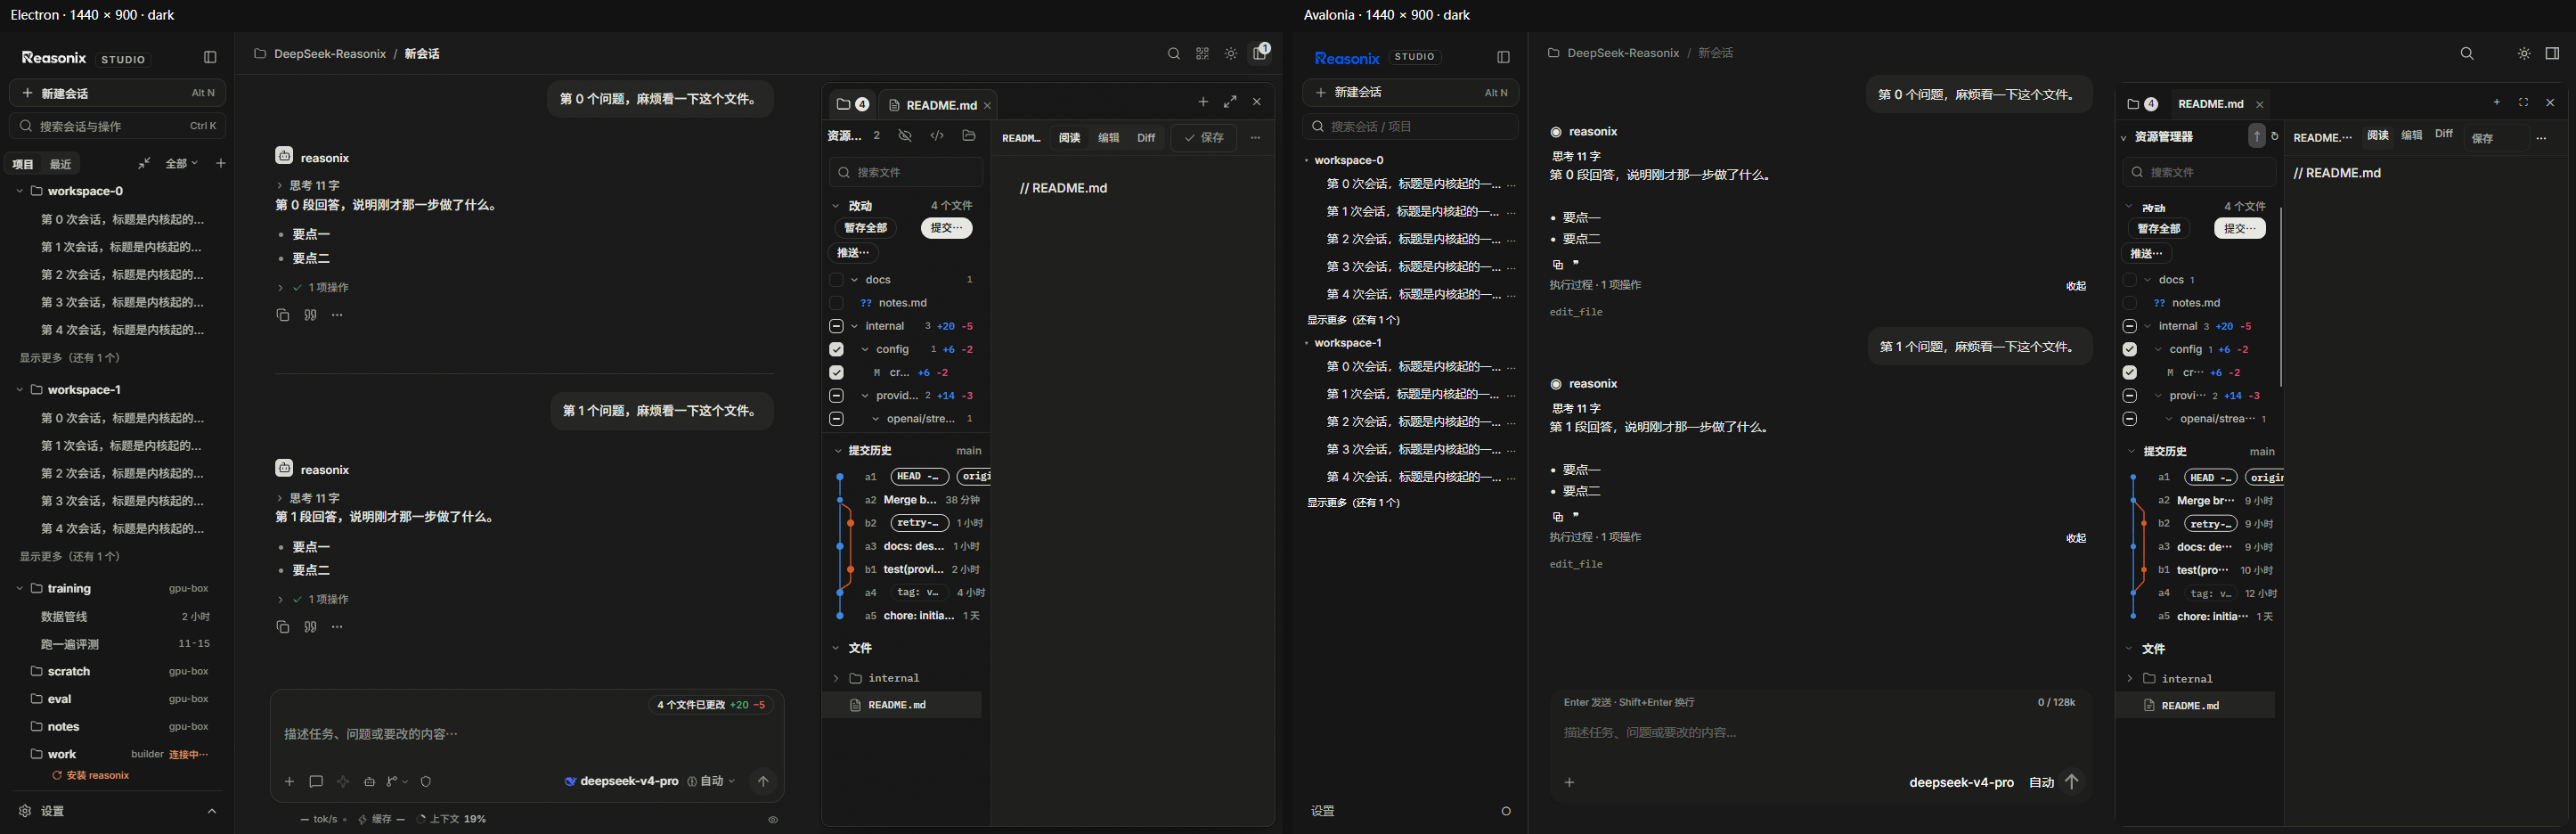 Electron · 1440 × 900 · dark
Reasonix STUDIO
新建会话 Alt N
搜索会话与操作 Ctrl K
项目 最近 全部
workspace-0
第 0 次会话，标题是内核起的...
第 1 次会话，标题是内核起的...
第 2 次会话，标题是内核起的...
第 3 次会话，标题是内核起的...
第 4 次会话，标题是内核起的...
显示更多（还有 1 个）
workspace-1
第 0 次会话，标题是内核起的...
第 1 次会话，标题是内核起的...
第 2 次会话，标题是内核起的...
第 3 次会话，标题是内核起的...
第 4 次会话，标题是内核起的...
显示更多（还有 1 个）
training gpu-box
数据管线 2 小时
跑一遍评测 11-15
scratch gpu-box
eval gpu-box
notes gpu-box
work builder 连接中···
安装 reasonix
设置
DeepSeek-Reasonix / 新会话
1
第 0 个问题，麻烦看一下这个文件。
reasonix
思考 11 字
第 0 段回答，说明刚才那一步做了什么。
• 要点一
• 要点二
1 项操作
第 1 个问题，麻烦看一下这个文件。
reasonix
思考 11 字
第 1 段回答，说明刚才那一步做了什么。
• 要点一
• 要点二
1 项操作
4 个文件已更改 +20 −5
描述任务、问题或要改的内容···
deepseek-v4-pro 自动
— tok/s • 缓存 — 上下文 19%
4 README.md
资源... 2
搜索文件
改动 4 个文件
暂存全部 提交···
推送···
docs 1
?? notes.md
internal 3 +20 -5
config 1 +6 -2
M cr... +6 -2
provid... 2 +14 -3
openai/stre... 1
提交历史 main
a1 HEAD -… origi
a2 Merge b... 38 分钟
b2 retry-… 1 小时
a3 docs: des... 1 小时
b1 test(provi... 2 小时
a4 tag: v… 4 小时
a5 chore: initia... 1 天
文件
internal
README.md
READM... 阅读 编辑 Diff 保存 ···
// README.md
Avalonia · 1440 × 900 · dark
Reasonix STUDIO
新建会话 Alt N
搜索会话 / 项目
workspace-0
第 0 次会话，标题是内核起的一... ...
第 1 次会话，标题是内核起的一... ...
第 2 次会话，标题是内核起的一... ...
第 3 次会话，标题是内核起的一... ...
第 4 次会话，标题是内核起的一... ...
显示更多（还有 1 个）
workspace-1
第 0 次会话，标题是内核起的一... ...
第 1 次会话，标题是内核起的一... ...
第 2 次会话，标题是内核起的一... ...
第 3 次会话，标题是内核起的一... ...
第 4 次会话，标题是内核起的一... ...
显示更多（还有 1 个）
设置
DeepSeek-Reasonix / 新会话
第 0 个问题，麻烦看一下这个文件。
reasonix
思考 11 字
第 0 段回答，说明刚才那一步做了什么。
• 要点一
• 要点二
执行过程 · 1 项操作 收起
edit_file
第 1 个问题，麻烦看一下这个文件。
reasonix
思考 11 字
第 1 段回答，说明刚才那一步做了什么。
• 要点一
• 要点二
执行过程 · 1 项操作 收起
edit_file
Enter 发送 · Shift+Enter 换行 0 / 128k
描述任务、问题或要改的内容...
deepseek-v4-pro 自动
4 README.md
资源管理器
搜索文件
改动 4 个文件
暂存全部 提交···
推送···
docs 1
?? notes.md
internal 3 +20 -5
config 1 +6 -2
M cr··· +6 -2
provi··· 2 +14 -3
openai/strea··· 1
提交历史 main
a1 HEAD -… origin
a2 Merge br··· 9 小时
b2 retry-… 9 小时
a3 docs: de··· 9 小时
b1 test(pro··· 10 小时
a4 tag: v… 12 小时
a5 chore: initia··· 1 天
文件
internal
README.md
README.··· 阅读 编辑 Diff 保存 ···
// README.md